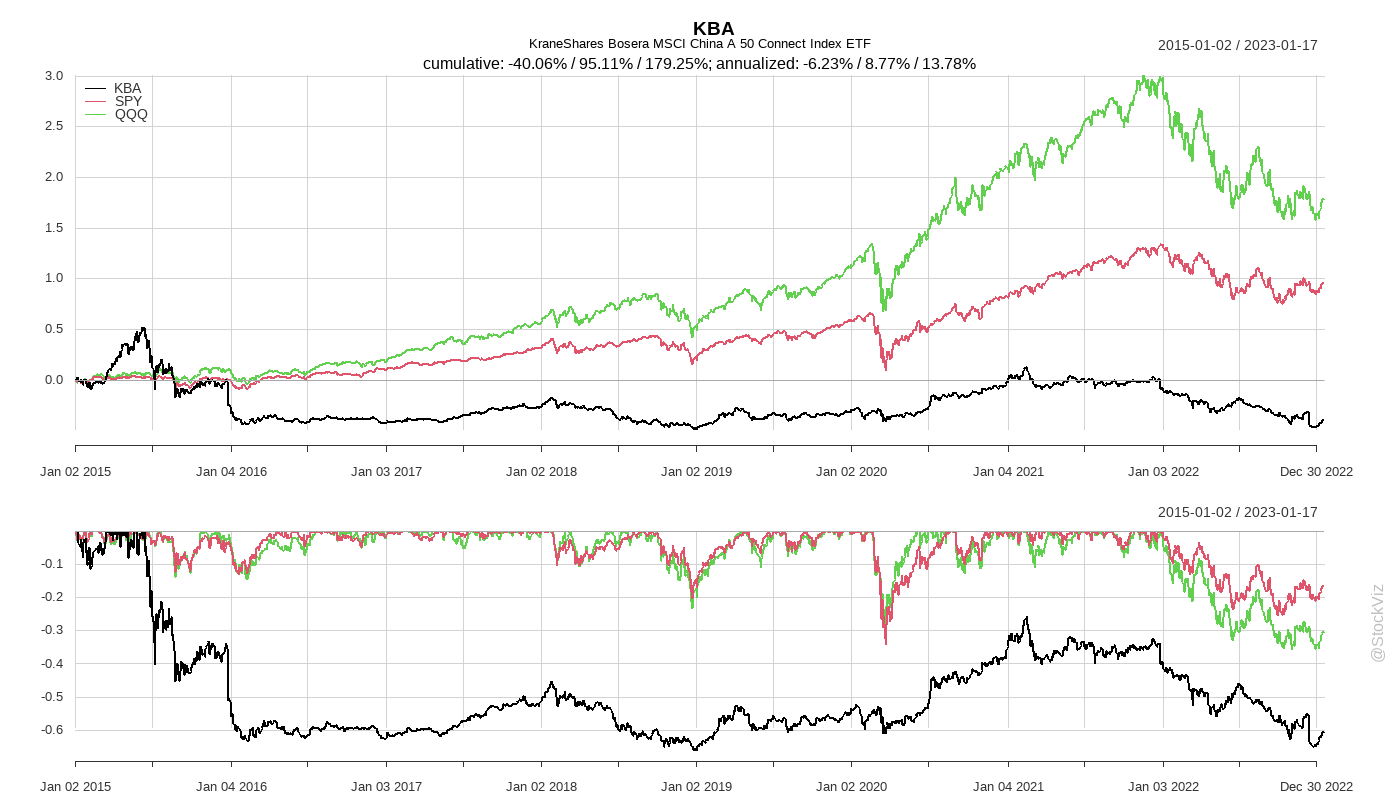 KBA
KraneShares Bosera MSCI China A 50 Connect Index ETF
2015-01-02 / 2023-01-17
cumulative: -40.06% / 95.11% / 179.25%; annualized: -6.23% / 8.77% / 13.78%
KBA
SPY
QQQ
3.0
2.5
2.0
1.5
1.0
0.5
0.0
Jan 02 2015 Jan 04 2016 Jan 03 2017 Jan 02 2018 Jan 02 2019 Jan 02 2020 Jan 04 2021 Jan 03 2022 Dec 30 2022
2015-01-02 / 2023-01-17
-0.1
-0.2
-0.3
-0.4
-0.5
-0.6
Jan 02 2015 Jan 04 2016 Jan 03 2017 Jan 02 2018 Jan 02 2019 Jan 02 2020 Jan 04 2021 Jan 03 2022 Dec 30 2022
@StockViz